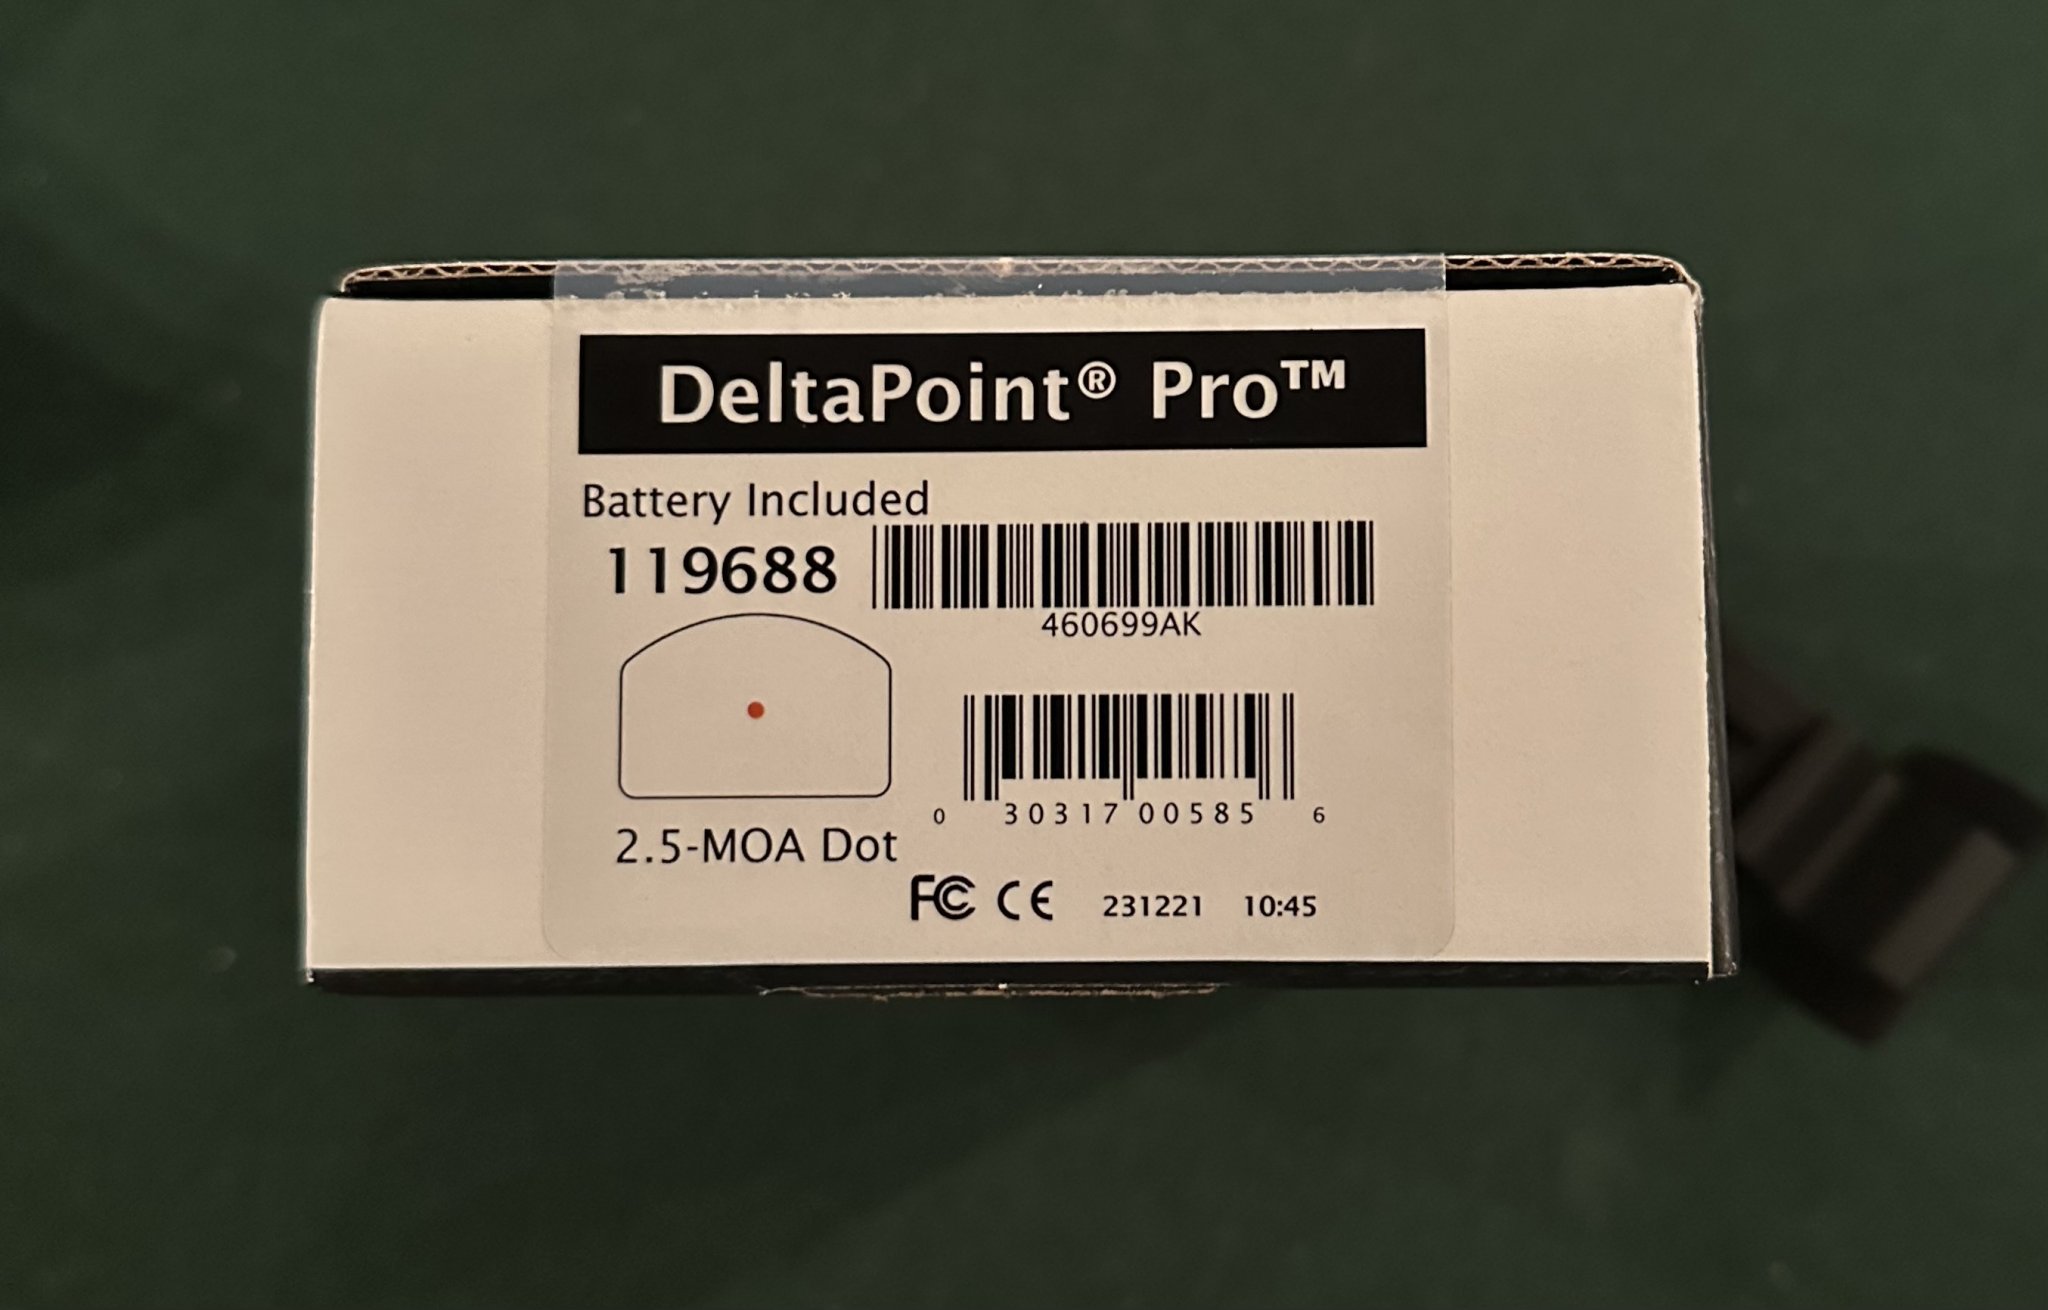 DeltaPoint® Pro™
Battery Included
119688
460699AK
2.5-MOA Dot
0 30317 00585 6
FC CE 231221 10:45